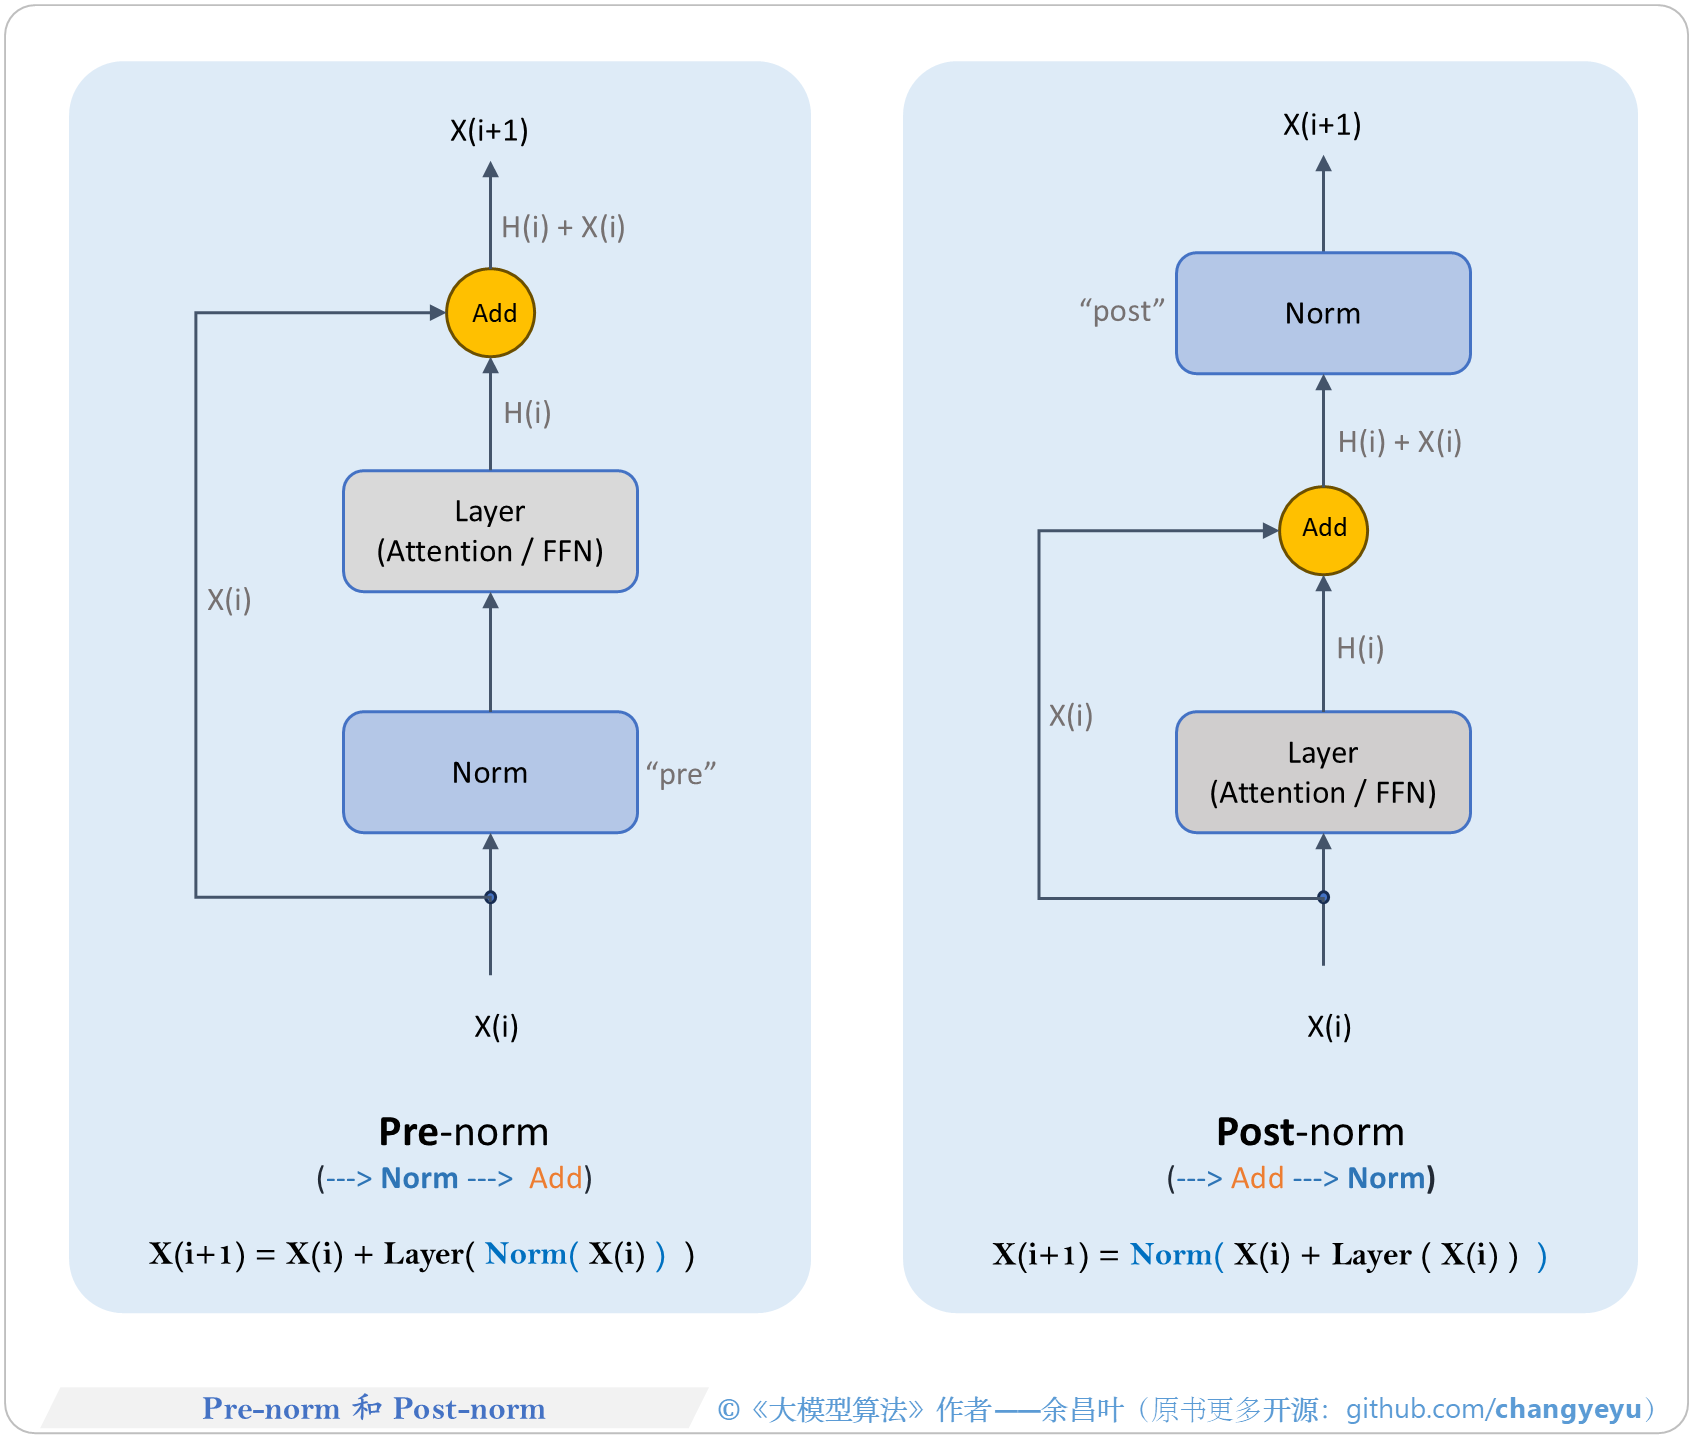 X(i+1)
H(i) + X(i)
Add
H(i)
Layer
(Attention / FFN)
X(i)
Norm
“pre”
X(i)
Pre-norm
(---> Norm ---> Add)
X(i+1) = X(i) + Layer( Norm( X(i) ) )
X(i+1)
“post”
Norm
H(i) + X(i)
Add
H(i)
X(i)
Layer
(Attention / FFN)
X(i)
Post-norm
(---> Add ---> Norm)
X(i+1) = Norm( X(i) + Layer ( X(i) ) )
Pre-norm 和 Post-norm
©《大模型算法》作者——余昌叶（原书更多开源：github.com/changyeyu）